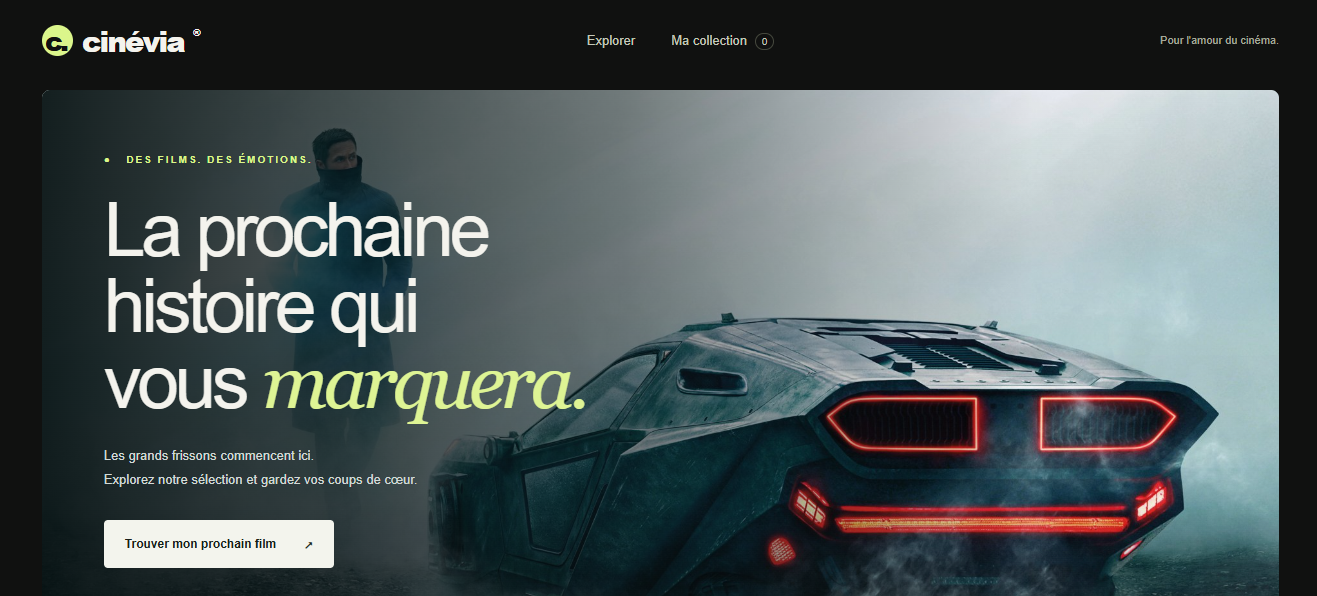 c. cinévia ®
Explorer
Ma collection 0
Pour l'amour du cinéma.
• DES FILMS. DES ÉMOTIONS.
La prochaine
histoire qui
vous marquera.
Les grands frissons commencent ici.
Explorez notre sélection et gardez vos coups de cœur.
Trouver mon prochain film ↗